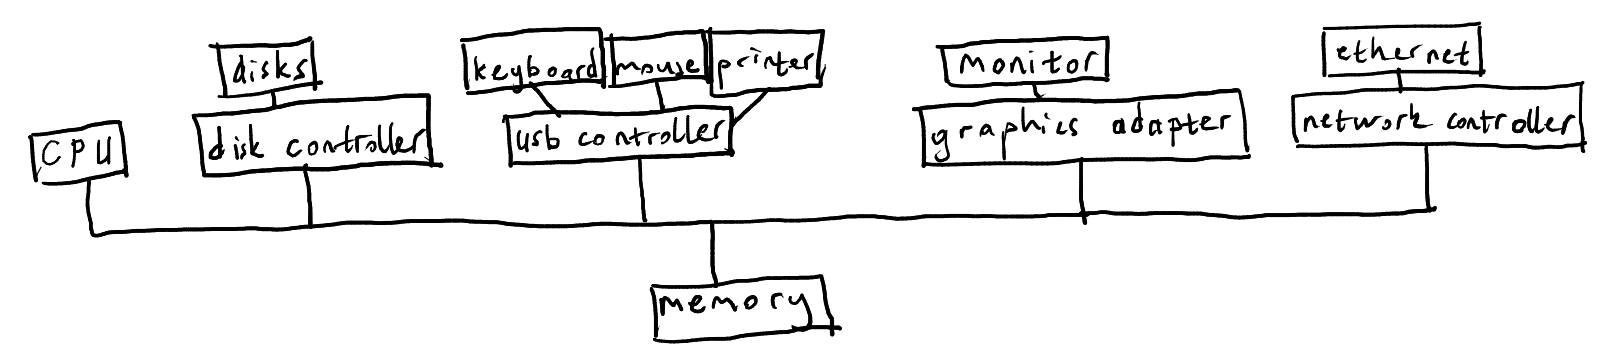 disks
keyboard
mouse
printer
monitor
ethernet
CPU
disk controller
usb controller
graphics adapter
network controller
memory